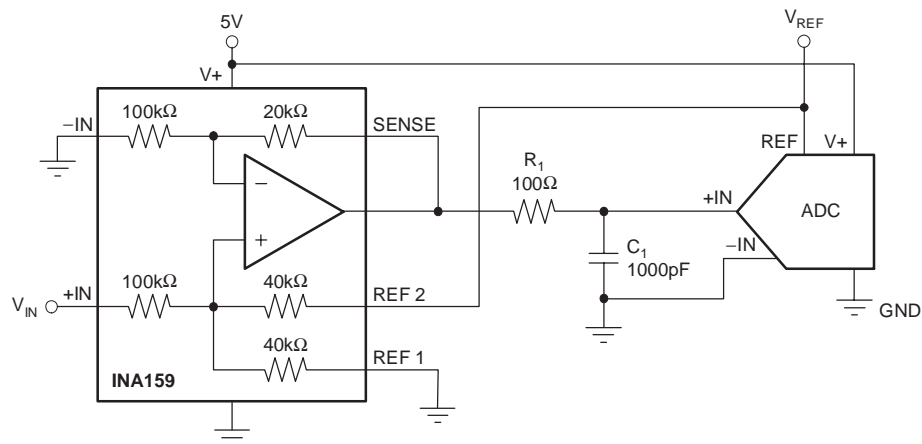 5V
V+
VREF
100kΩ
20kΩ
−IN
SENSE
REF
V+
R1
100Ω
+IN
ADC
−
+
−IN
C1
1000pF
100kΩ
40kΩ
VIN
+IN
REF 2
GND
40kΩ
REF 1
INA159